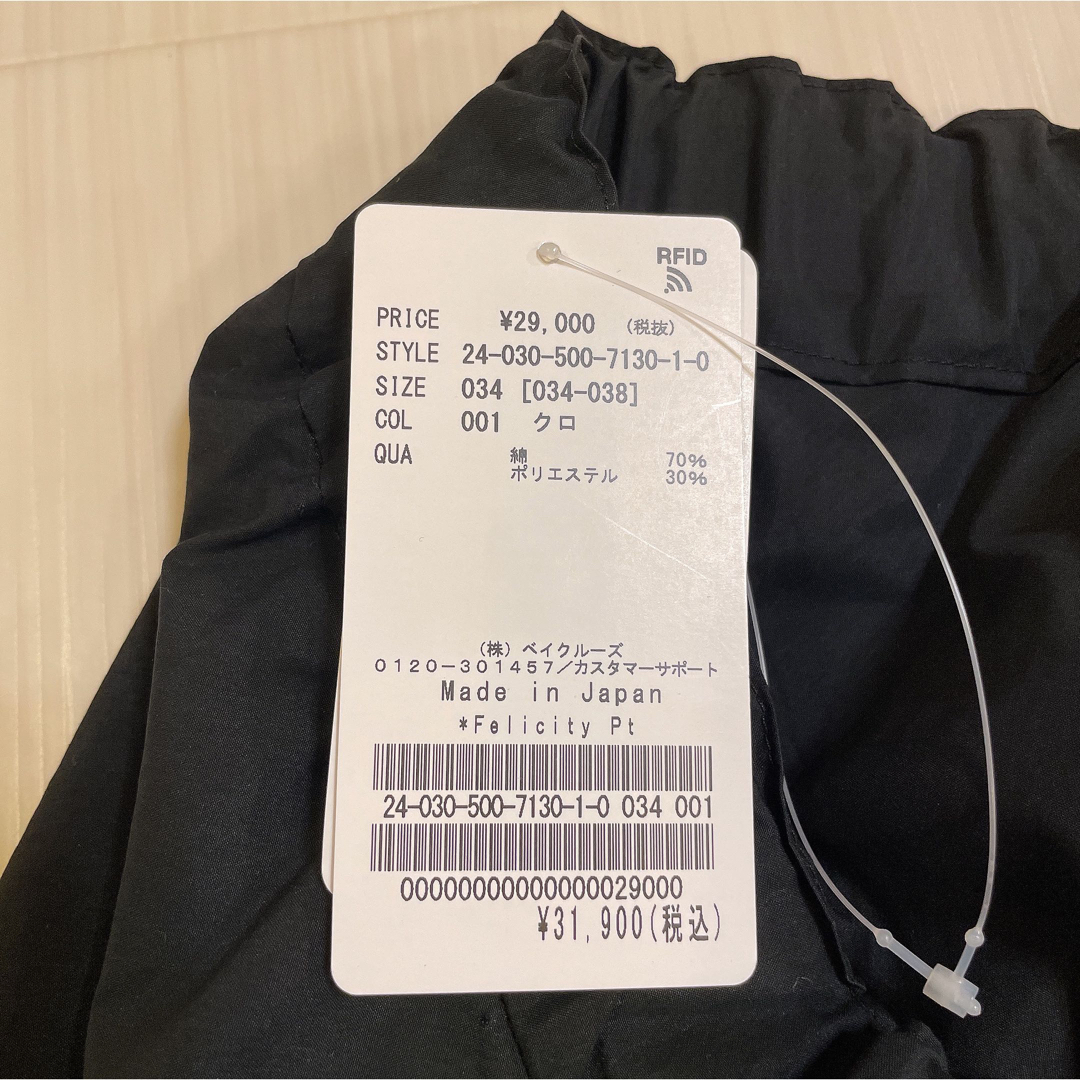 RFID
PRICE ¥29,000 (税抜)
STYLE 24-030-500-7130-1-0
SIZE 034 [034-038]
COL 001 クロ
QUA 綿 70%
ポリエステル 30%
(株) ベイクルーズ
0120-301457/カスタマーサポート
Made in Japan
*Felicity Pt
24-030-500-7130-1-0 034 001
00000000000000029000
¥31,900(税込)